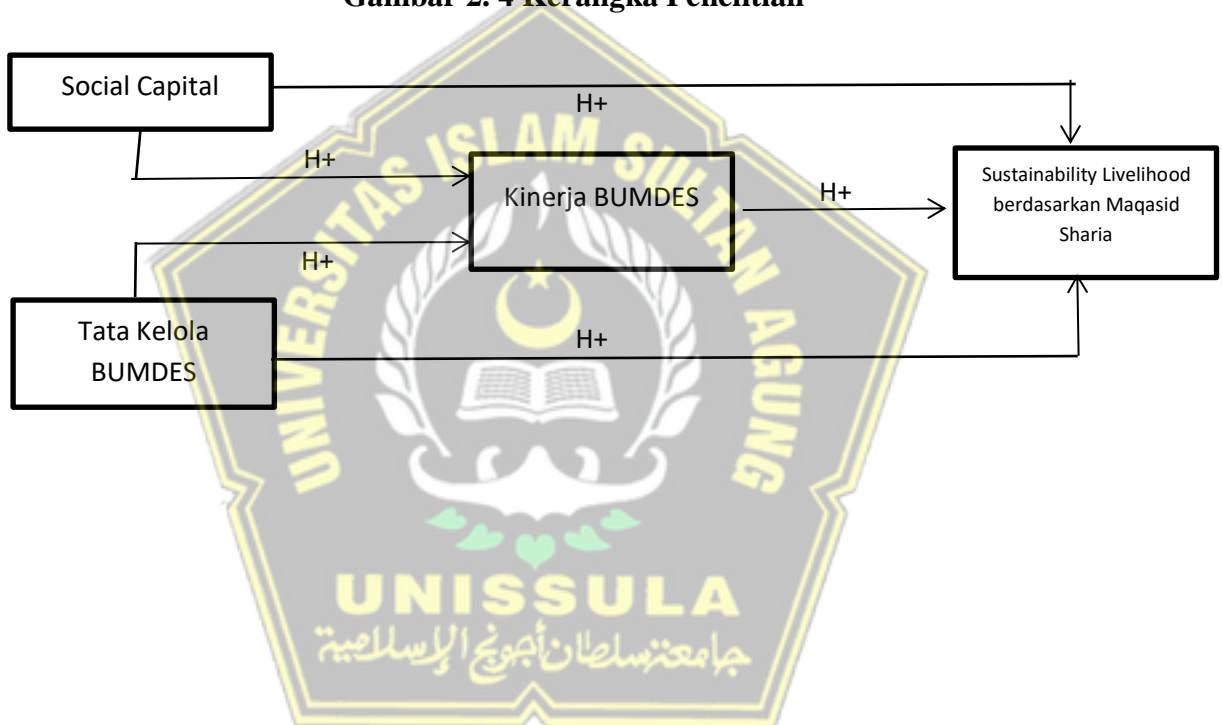 Gambar 2. 4 Kerangka Penelitian
Social Capital
H+
H+
Kinerja BUMDES
H+
Sustainability Livelihood
berdasarkan Maqasid
Sharia
H+
Tata Kelola
BUMDES
H+
UNIVERSITAS ISLAM SULTAN AGUNG
UNISSULA
جامعة سلطان أجونج الإسلامية